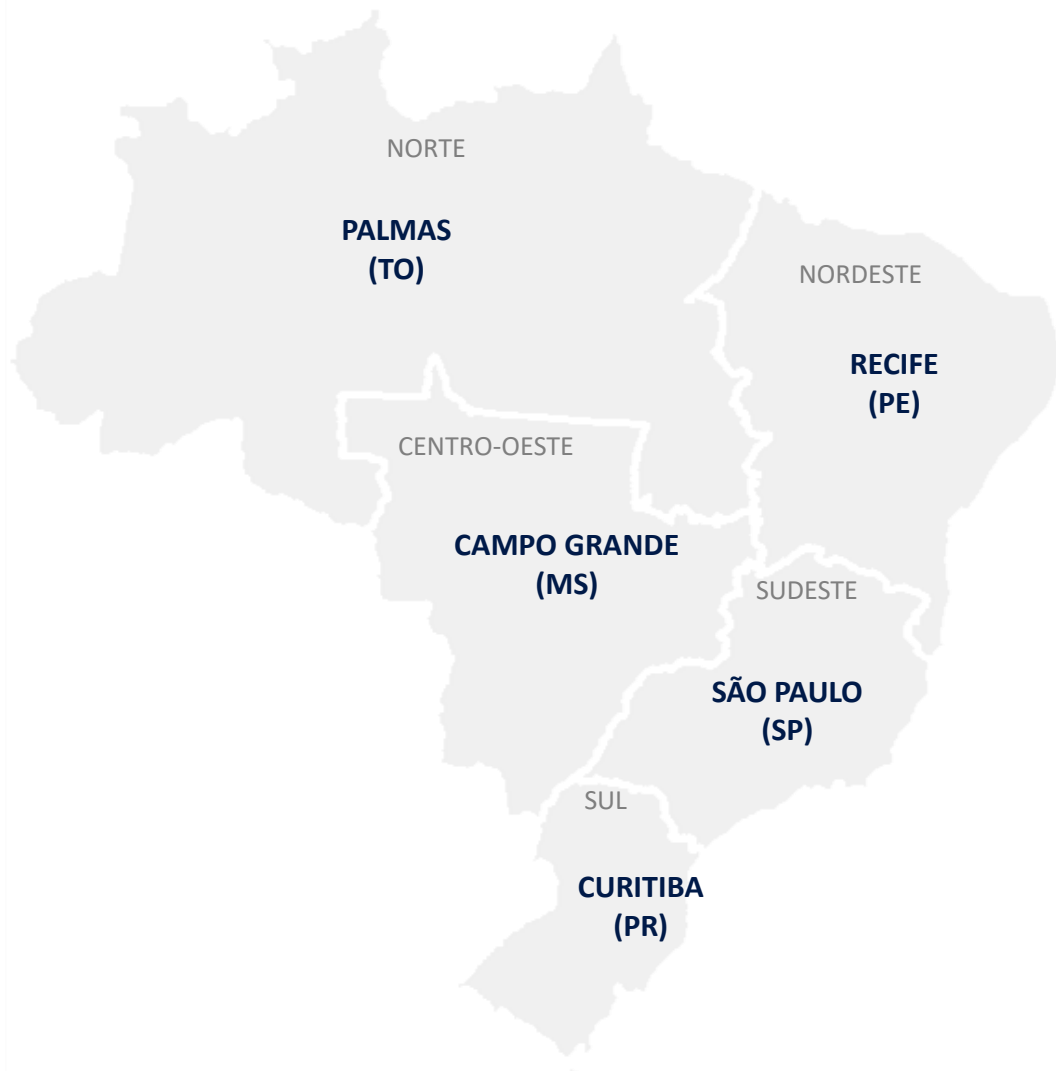 NORTE
PALMAS
(TO)
NORDESTE
RECIFE
(PE)
CENTRO-OESTE
CAMPO GRANDE
(MS)
SUDESTE
SÃO PAULO
(SP)
SUL
CURITIBA
(PR)